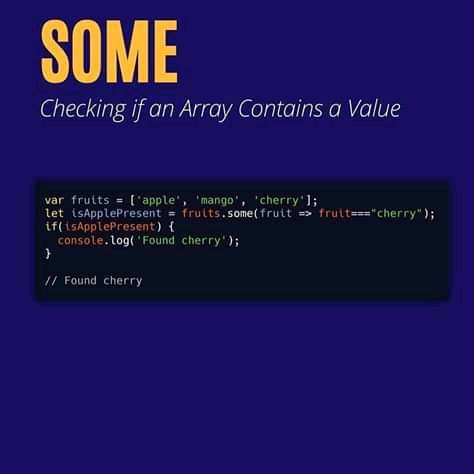 SOME
Checking if an Array Contains a Value
var fruits = ['apple', 'mango', 'cherry'];
let isApplePresent = fruits.some(fruit => fruit==="cherry");
if(isApplePresent) {
  console.log('Found cherry');
}
// Found cherry